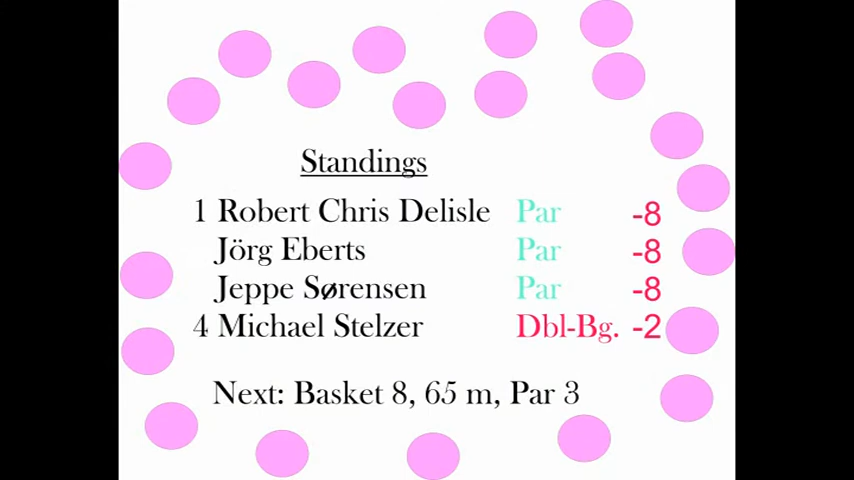 Standings
1 Robert Chris Delisle Par -8
Jörg Eberts Par -8
Jeppe Sørensen Par -8
4 Michael Stelzer Dbl-Bg. -2
Next: Basket 8, 65 m, Par 3